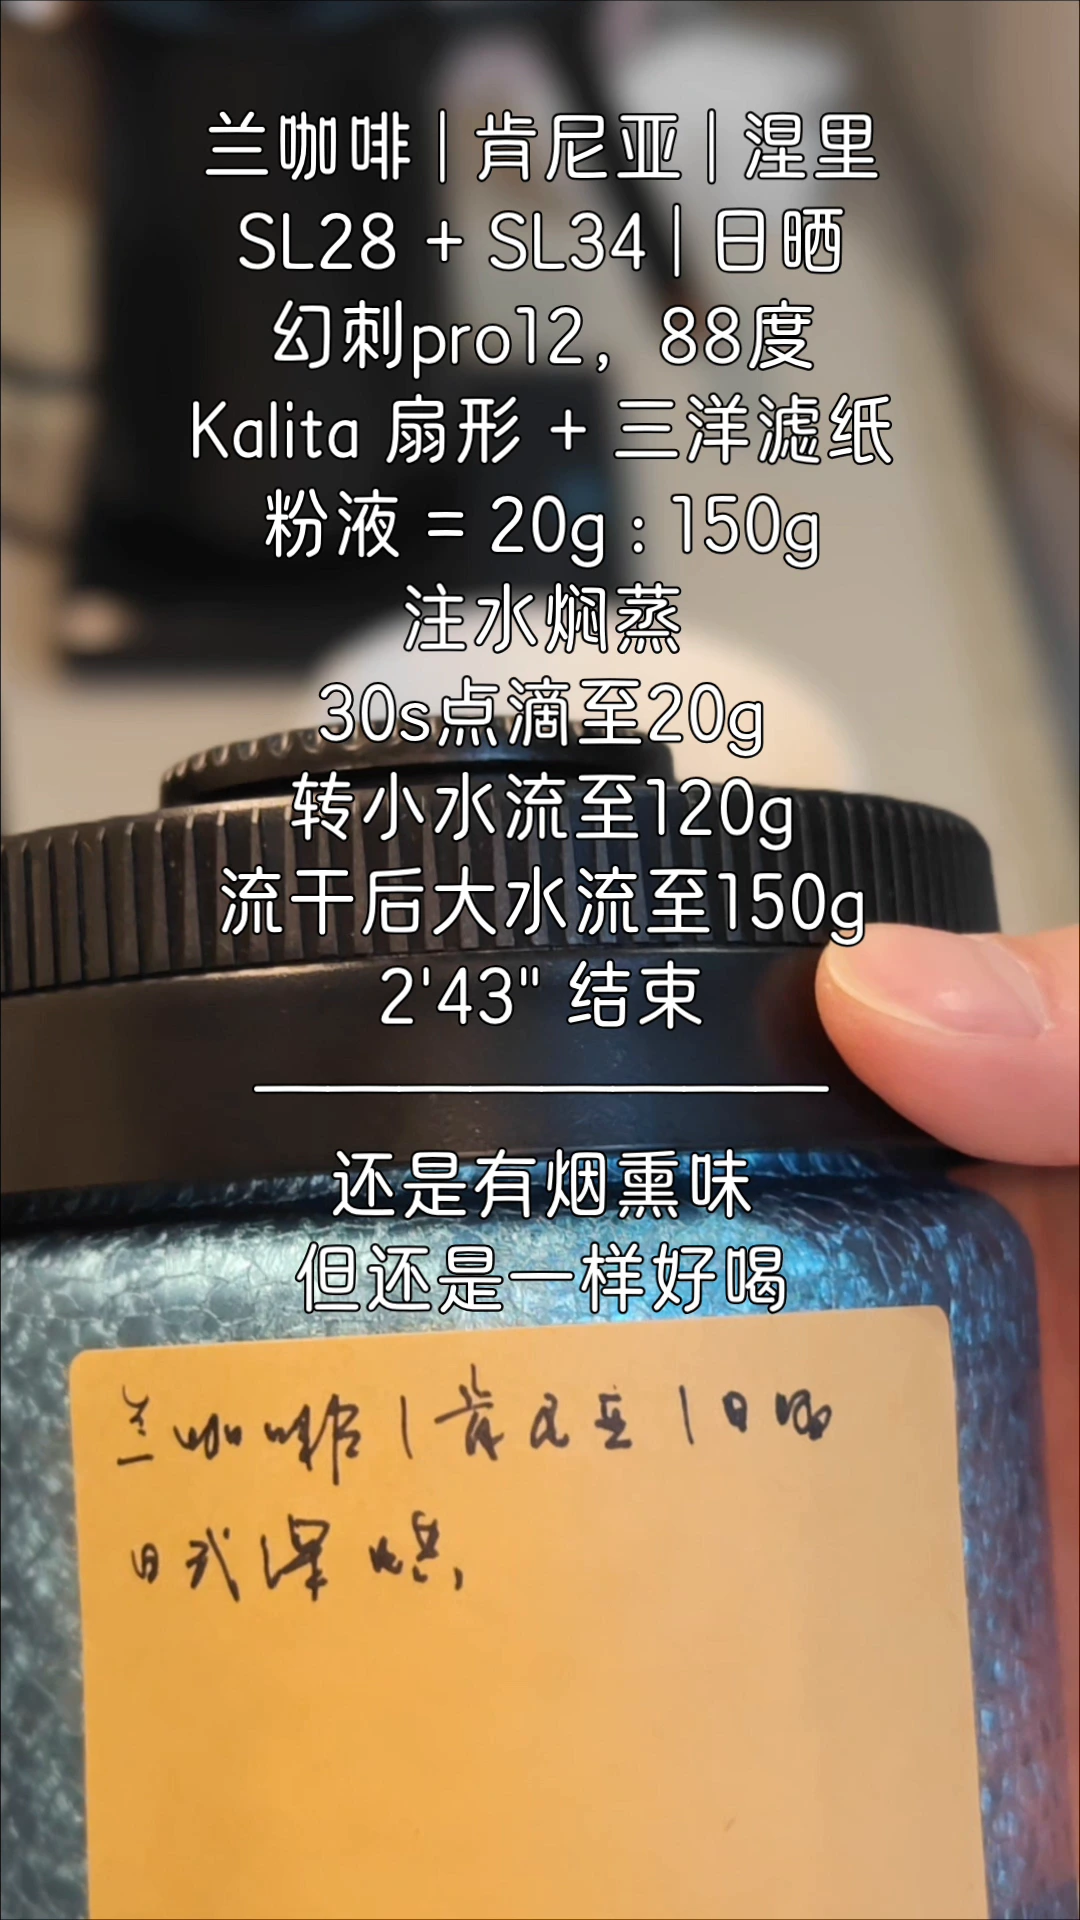 兰咖啡 | 肯尼亚 | 涅里
SL28 + SL34 | 日晒
幻刺pro12，88度
Kalita 扇形 + 三洋滤纸
粉液 = 20g : 150g
注水焖蒸
30s点滴至20g
转小水流至120g
流干后大水流至150g
2'43" 结束
还是有烟熏味
但还是一样好喝
兰咖啡 | 肯尼亚 | 日晒
日式深烘